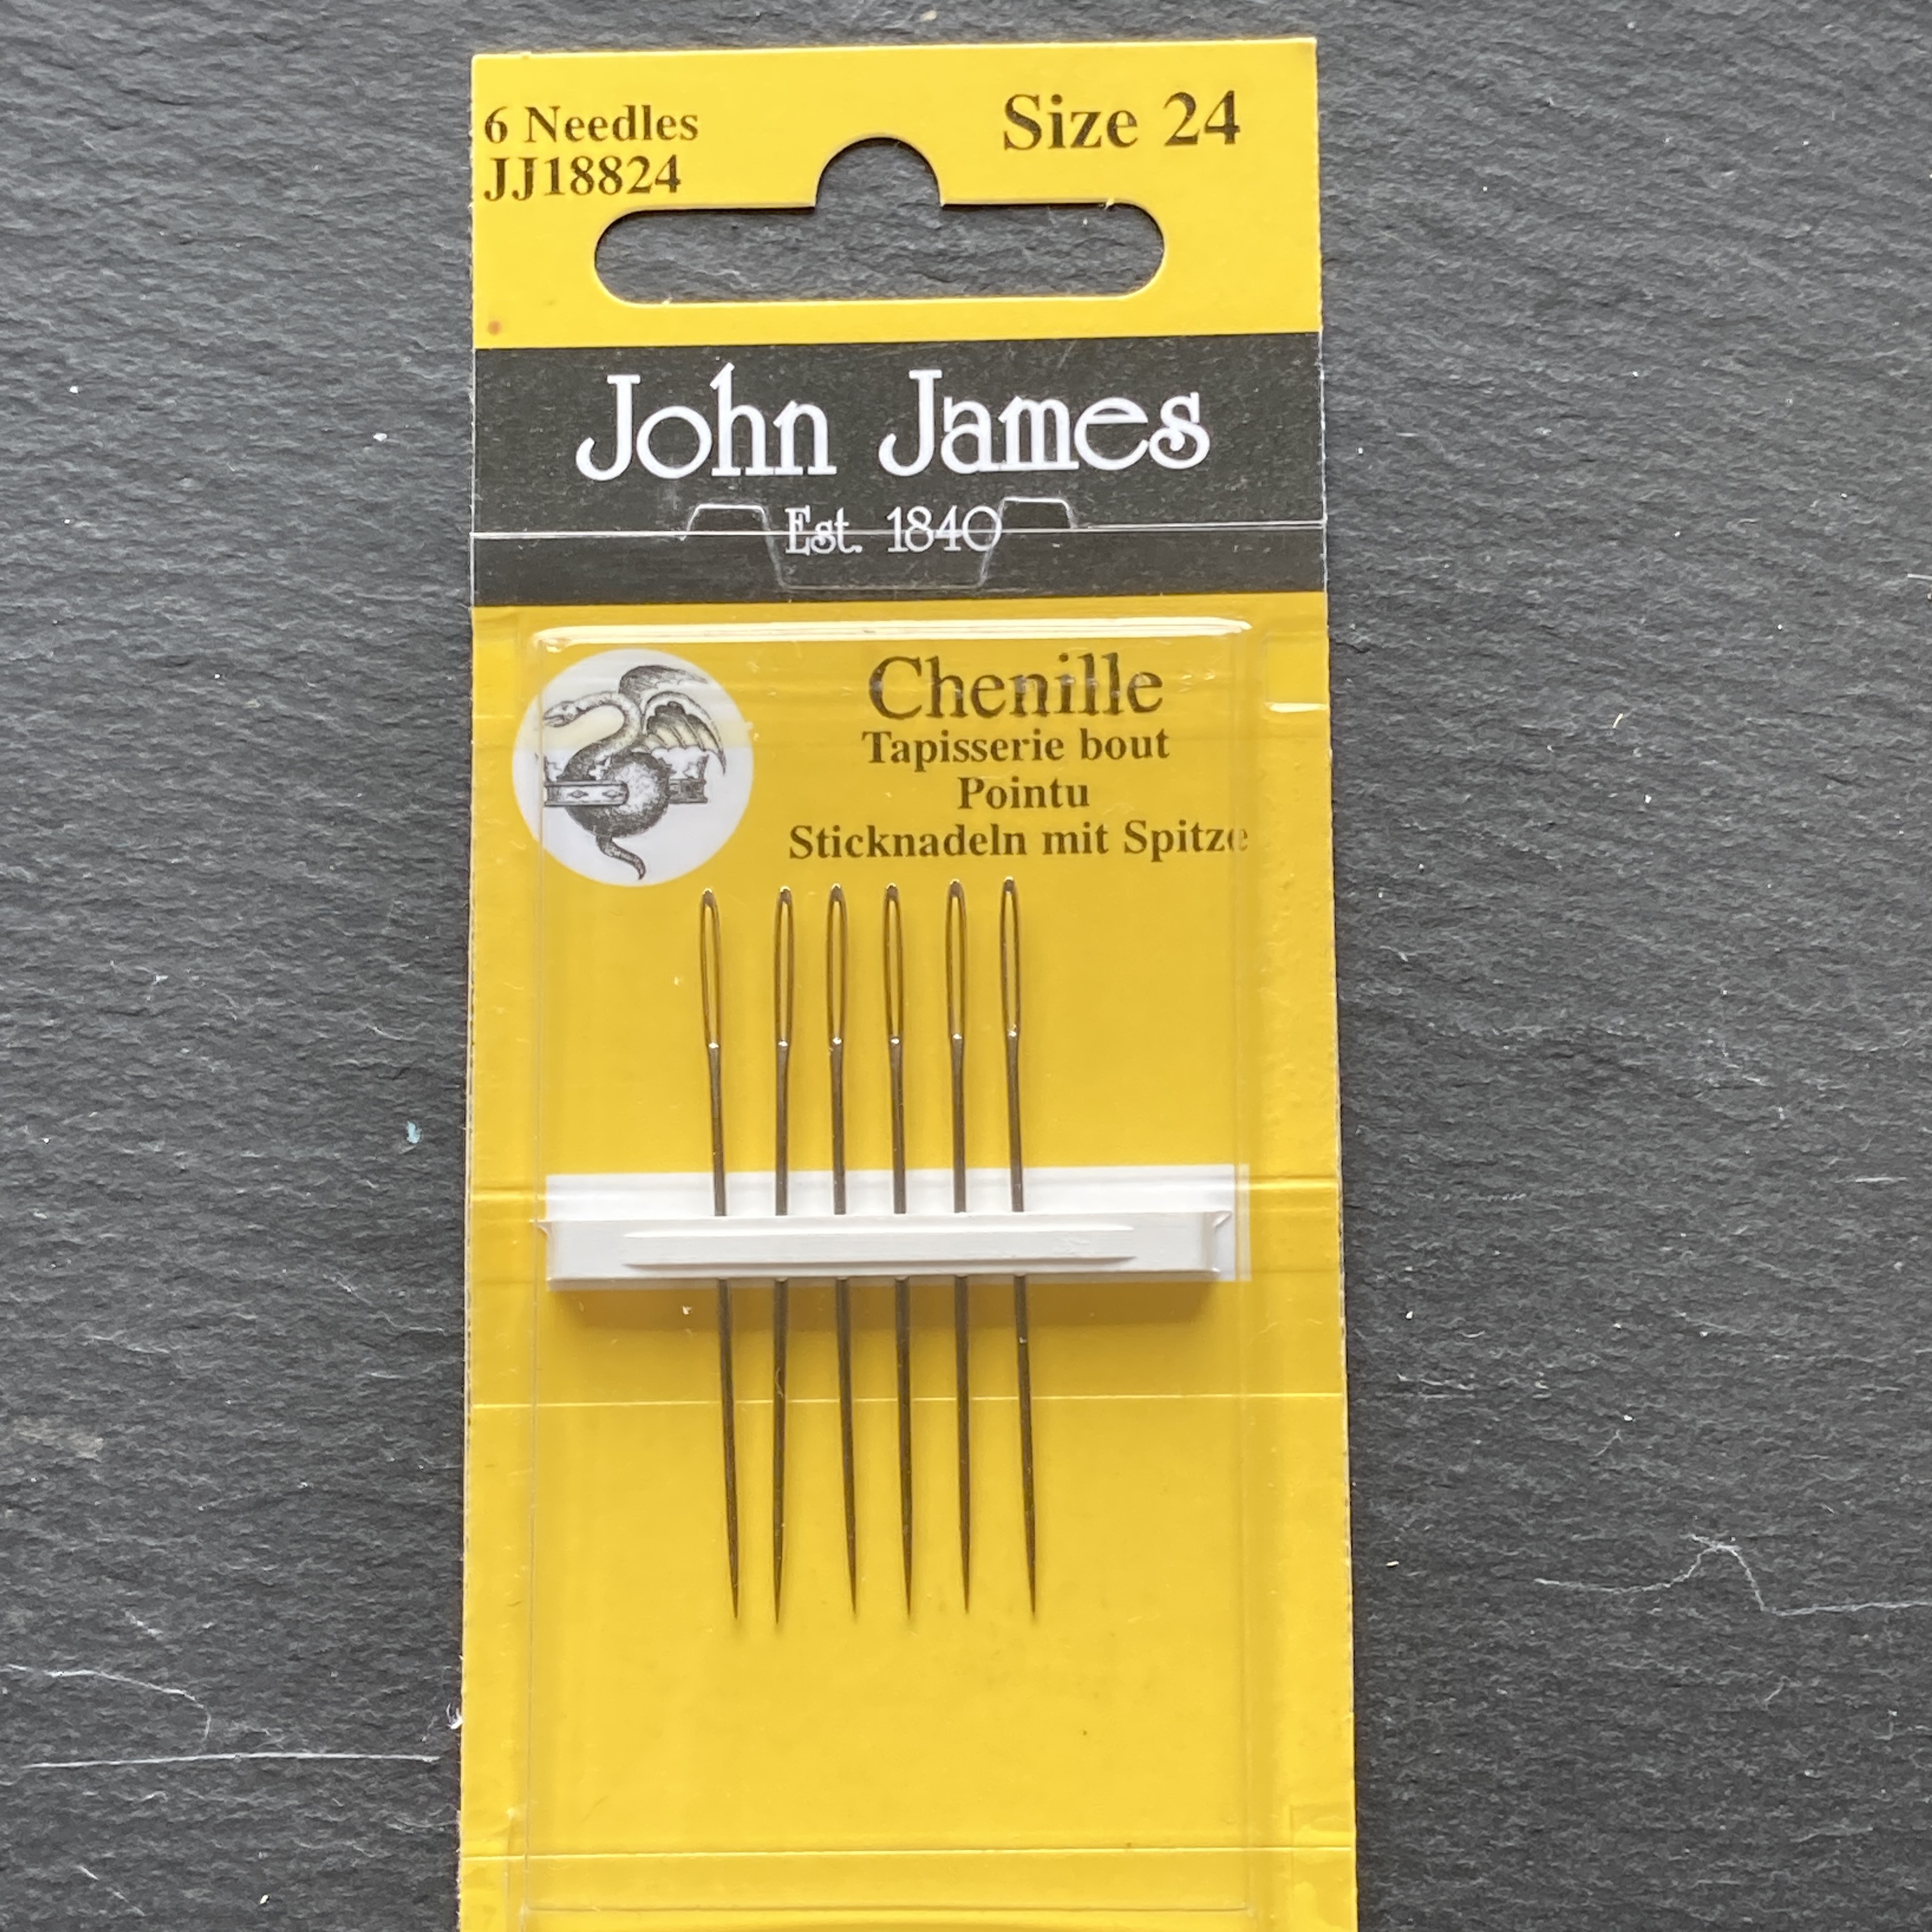 6 Needles
JJ18824
Size 24
John James
Est. 1840
Chenille
Tapisserie bout
Pointu
Sticknadeln mit Spitze